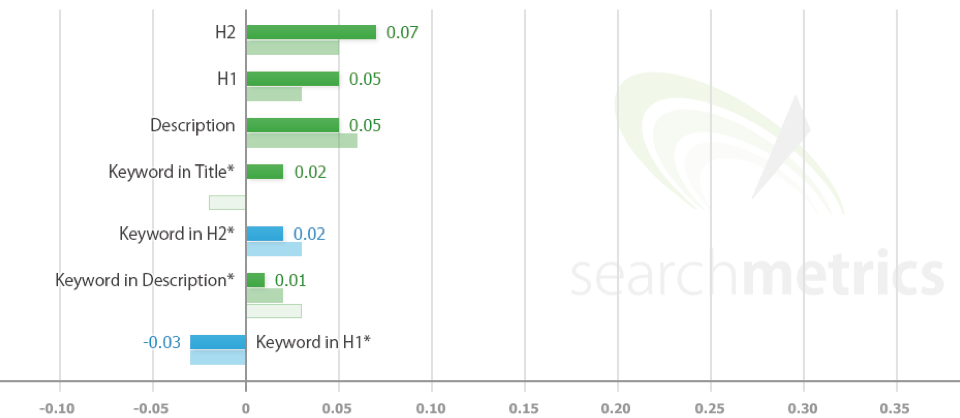 H2 0.07
H1 0.05
Description 0.05
Keyword in Title* 0.02
Keyword in H2* 0.02
Keyword in Description* 0.01
-0.03 Keyword in H1*
searchmetrics
-0.10 -0.05 0 0.05 0.10 0.15 0.20 0.25 0.30 0.35